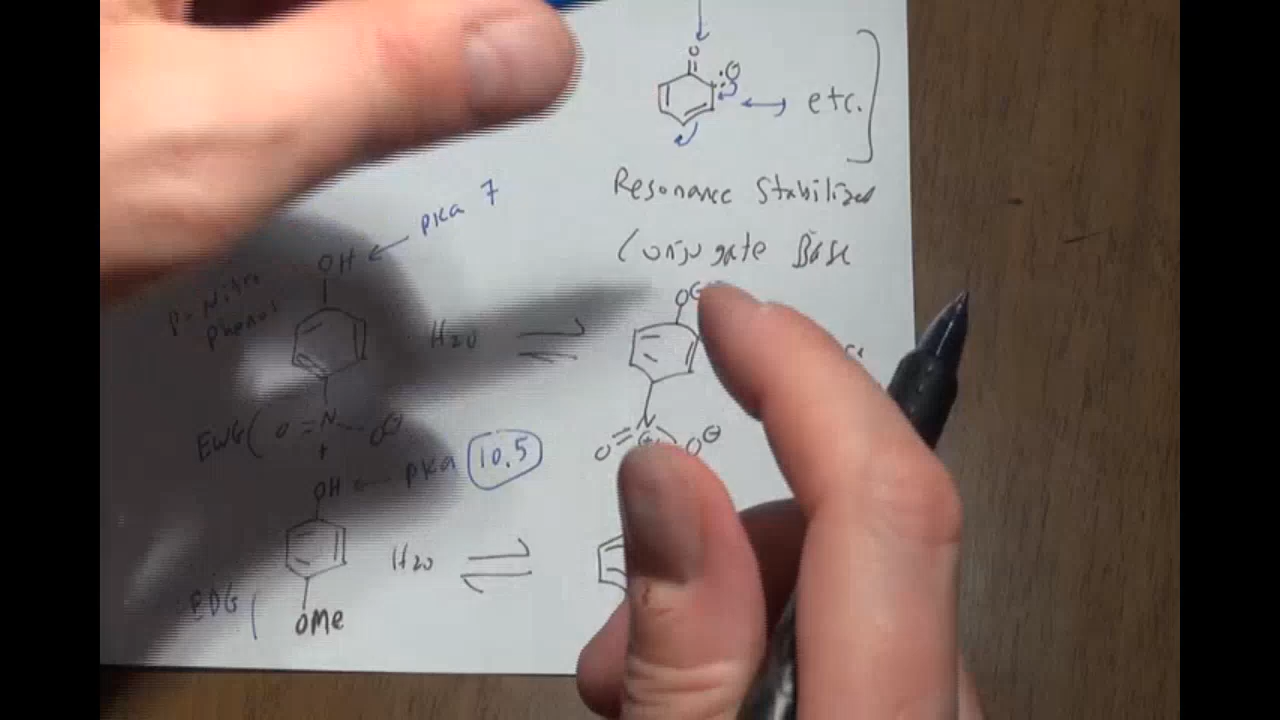 O
:O⊖
etc.
Resonance Stabilized
Conjugate Base
pKa 7
OH
P-Nitro
Phenol
H2O
O⊖
EWG( O = N — O⊖
+
O
O⊖
OH
pKa 10.5
H2O
EDG (
OMe